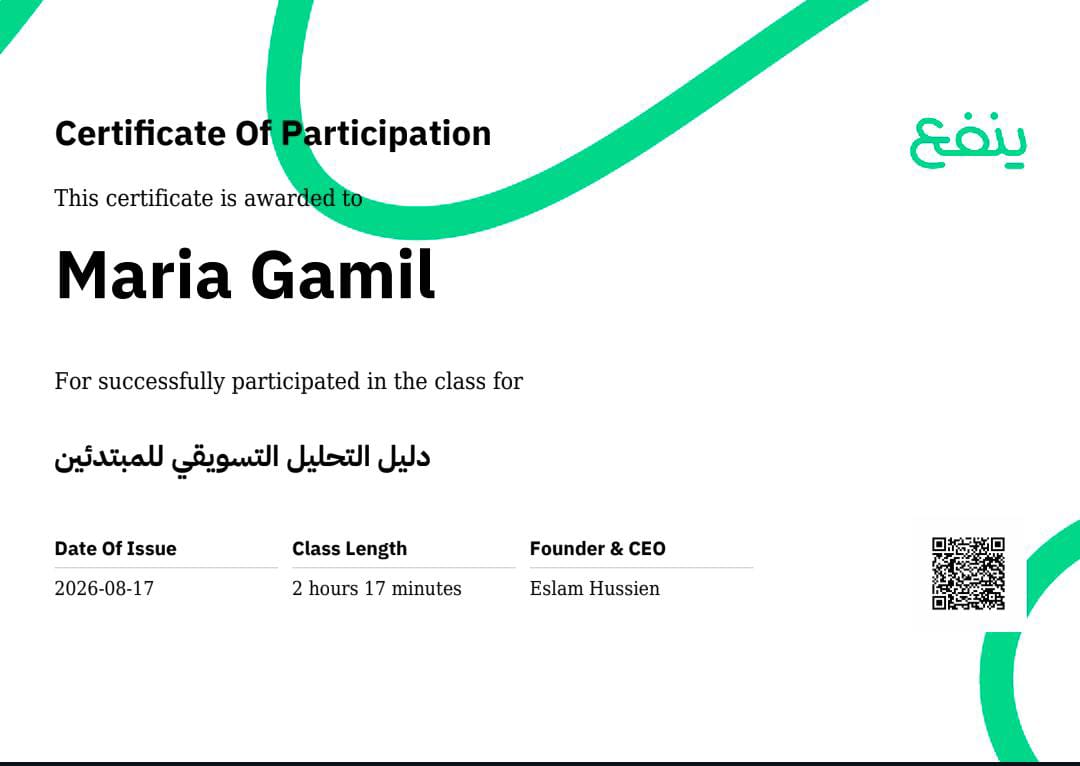 Certificate Of Participation
ينفع
This certificate is awarded to
Maria Gamil
For successfully participated in the class for
دليل التحليل التسويقي للمبتدئين
Date Of Issue
Class Length
Founder & CEO
2026-08-17
2 hours 17 minutes
Eslam Hussien